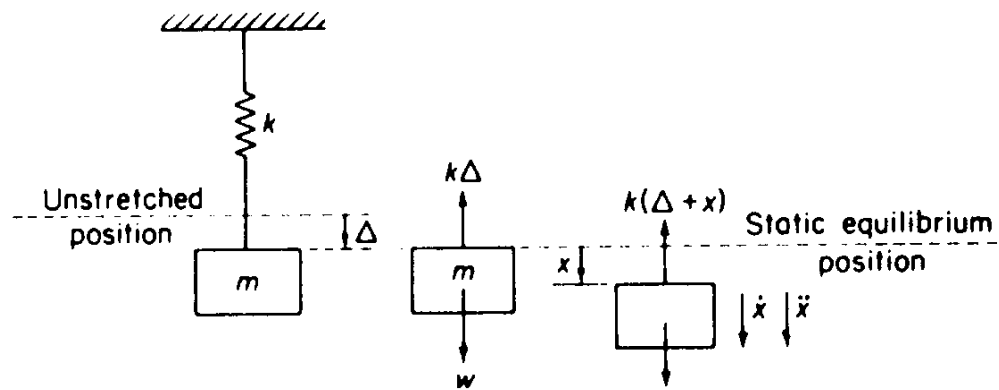 k
Unstretched
position
Δ
m
kΔ
m
w
k(Δ + x)
x
Static equilibrium
position
ẋ ẍ